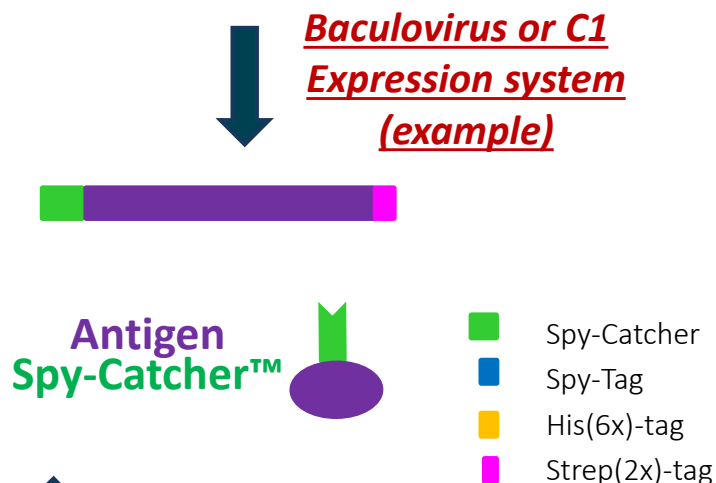 Baculovirus or C1
Expression system
(example)
Antigen
Spy-Catcher™
Spy-Catcher
Spy-Tag
His(6x)-tag
Strep(2x)-tag